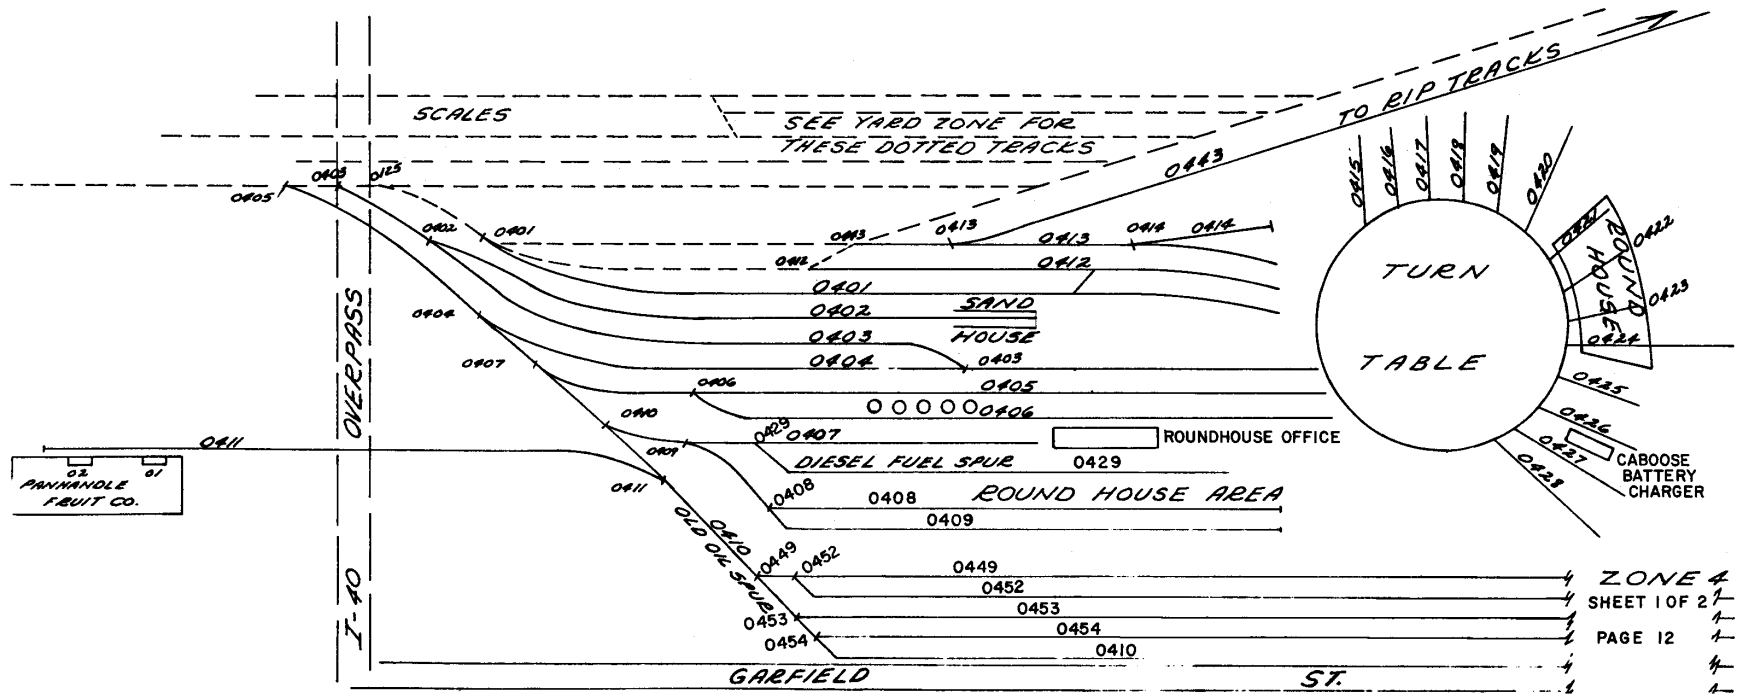 SCALES
SEE YARD ZONE FOR
THESE DOTTED TRACKS
TO RIP TRACKS
0443
0415
0416
0417
0418
0419
0420
0421
0422
0423
0424
ROUND
HOUSE
0405
0403
0125
0402
0401
0443
0413
0413
0414
0414
0412
0412
0401
0402
SAND
HOUSE
0403
0403
0404
0404
TURN
TABLE
0407
0406
0405
0406
0425
0426
0427
0428
CABOOSE
BATTERY
CHARGER
OVERPASS
I-40
0411
02
01
PANHANDLE
FRUIT CO.
0410
0409
0429
0407
ROUNDHOUSE OFFICE
DIESEL FUEL SPUR
0429
0411
0408
0408
ROUND HOUSE AREA
0409
0410
OLD OIL SPUR
0449
0452
0449
0452
0453
0453
0454
0454
0410
ZONE 4
SHEET 1 OF 2
PAGE 12
GARFIELD
ST.